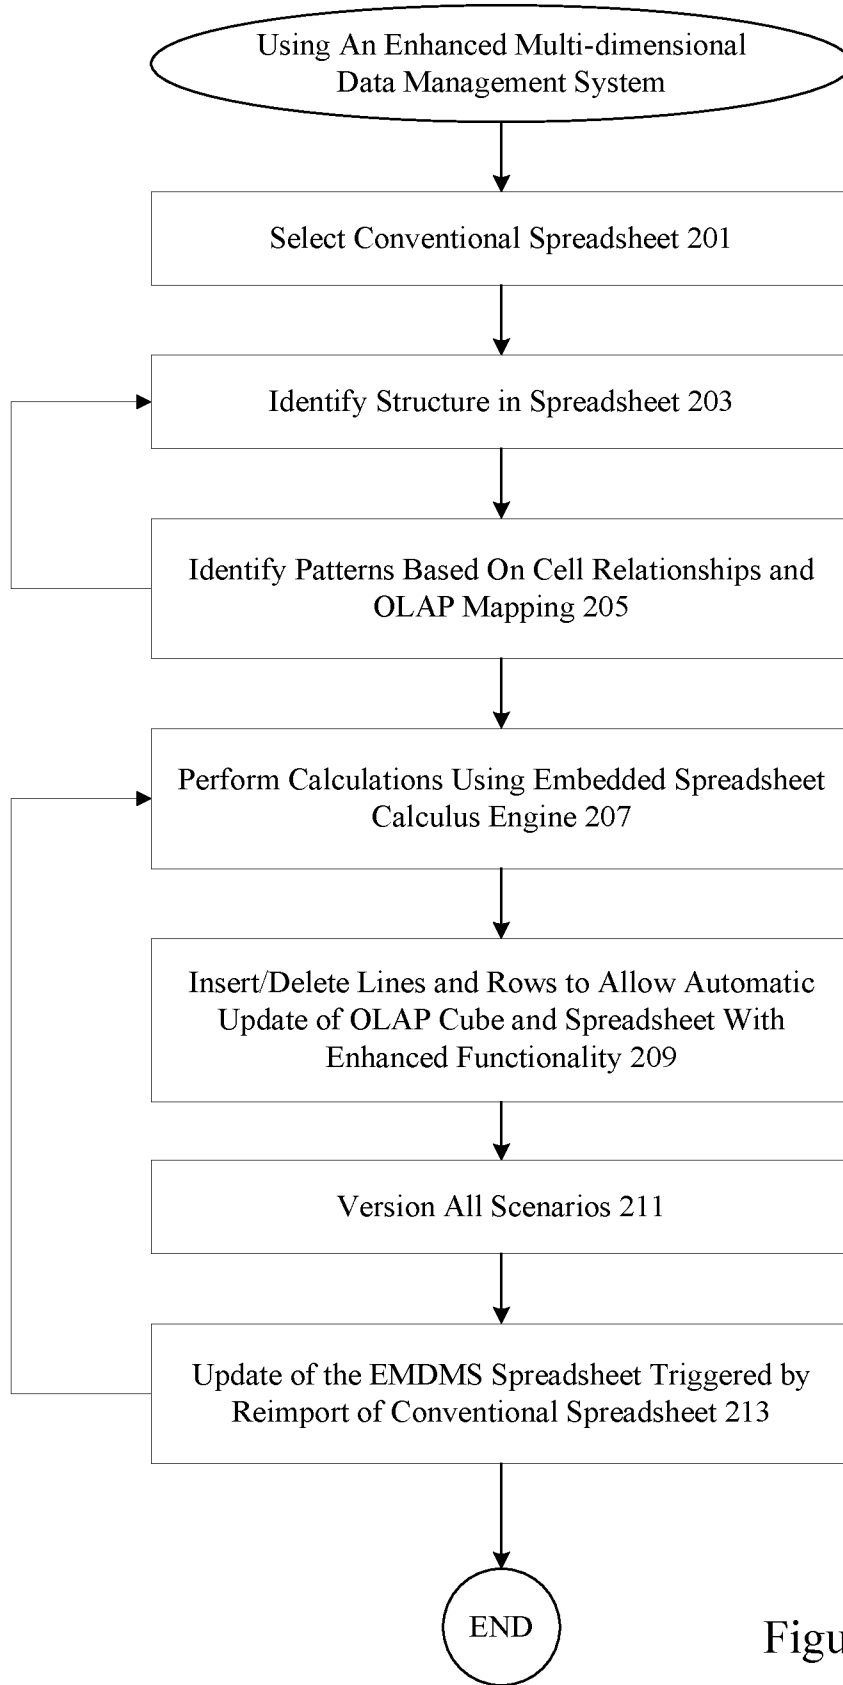 Using An Enhanced Multi-dimensional
Data Management System
Select Conventional Spreadsheet 201
Identify Structure in Spreadsheet 203
Identify Patterns Based On Cell Relationships and
OLAP Mapping 205
Perform Calculations Using Embedded Spreadsheet
Calculus Engine 207
Insert/Delete Lines and Rows to Allow Automatic
Update of OLAP Cube and Spreadsheet With
Enhanced Functionality 209
Version All Scenarios 211
Update of the EMDMS Spreadsheet Triggered by
Reimport of Conventional Spreadsheet 213
END